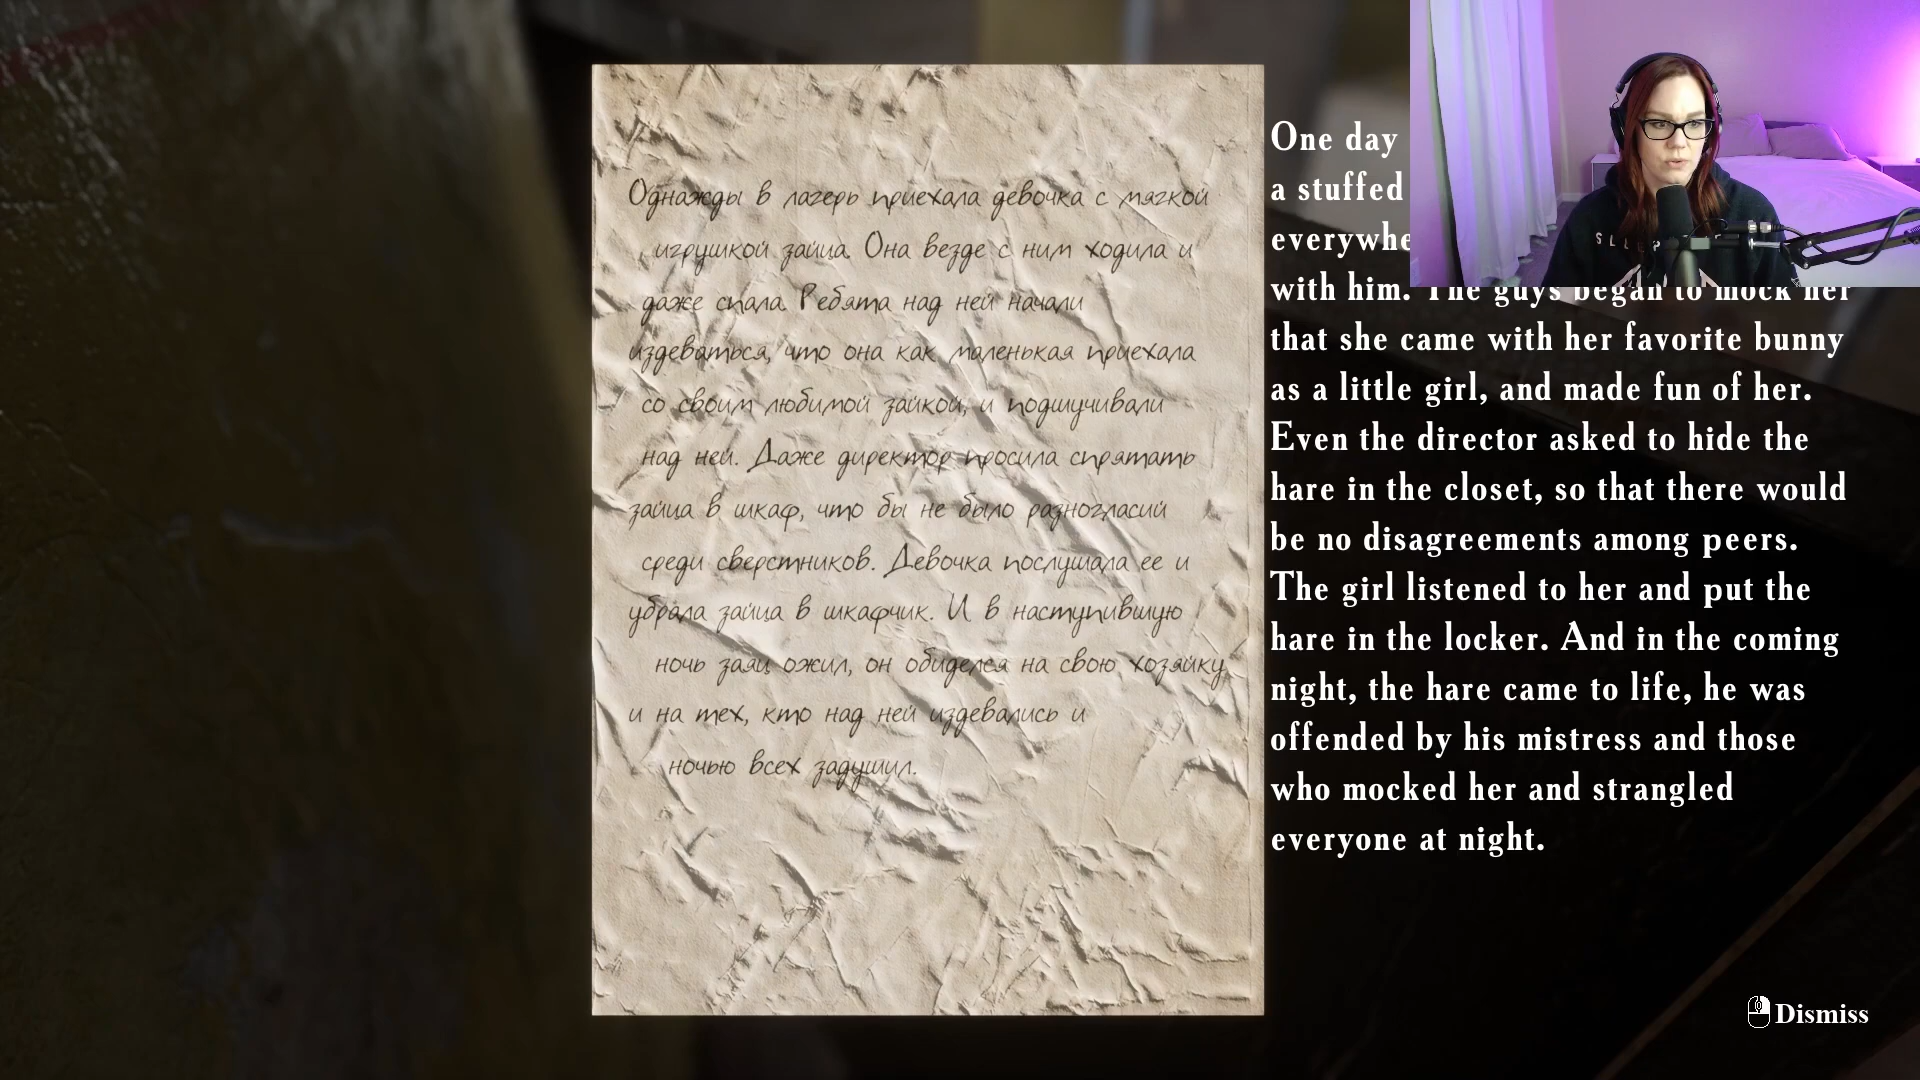 Однажды в лагерь приехала девочка с мягкой
игрушкой зайца. Она везде с ним ходила и
даже спала. Ребята над ней начали
издеваться, что она как маленькая приехала
со своим любимой зайкой, и подшучивали
над ней. Даже директор просила спрятать
зайца в шкаф, что бы не было разногласий
среди сверстников. Девочка послушала ее и
убрала зайца в шкафчик. И в наступившую
ночь заяц ожил, он обиделся на свою хозяйку
и на тех, кто над ней издевались и
ночью всех задушил.
One day
a stuffed
with him. The guys began to mock her
that she came with her favorite bunny
as a little girl, and made fun of her.
Even the director asked to hide the
hare in the closet, so that there would
be no disagreements among peers.
The girl listened to her and put the
hare in the locker. And in the coming
night, the hare came to life, he was
offended by his mistress and those
who mocked her and strangled
everyone at night.
Dismiss